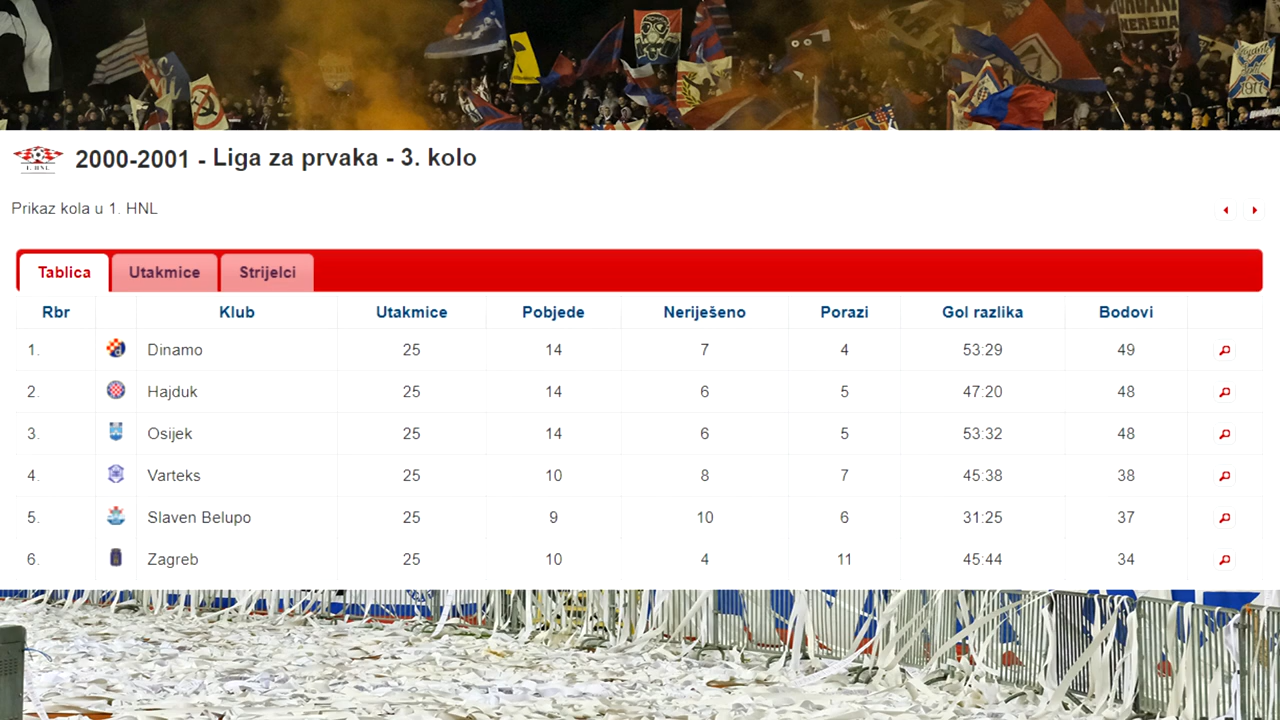 HEREDA
1977
1. HNL
2000-2001 - Liga za prvaka - 3. kolo
Prikaz kola u 1. HNL
Tablica Utakmice Strijelci
Rbr Klub Utakmice Pobjede Neriješeno Porazi Gol razlika Bodovi
1. Dinamo 25 14 7 4 53:29 49
2. Hajduk 25 14 6 5 47:20 48
3. Osijek 25 14 6 5 53:32 48
4. Varteks 25 10 8 7 45:38 38
5. Slaven Belupo 25 9 10 6 31:25 37
6. Zagreb 25 10 4 11 45:44 34